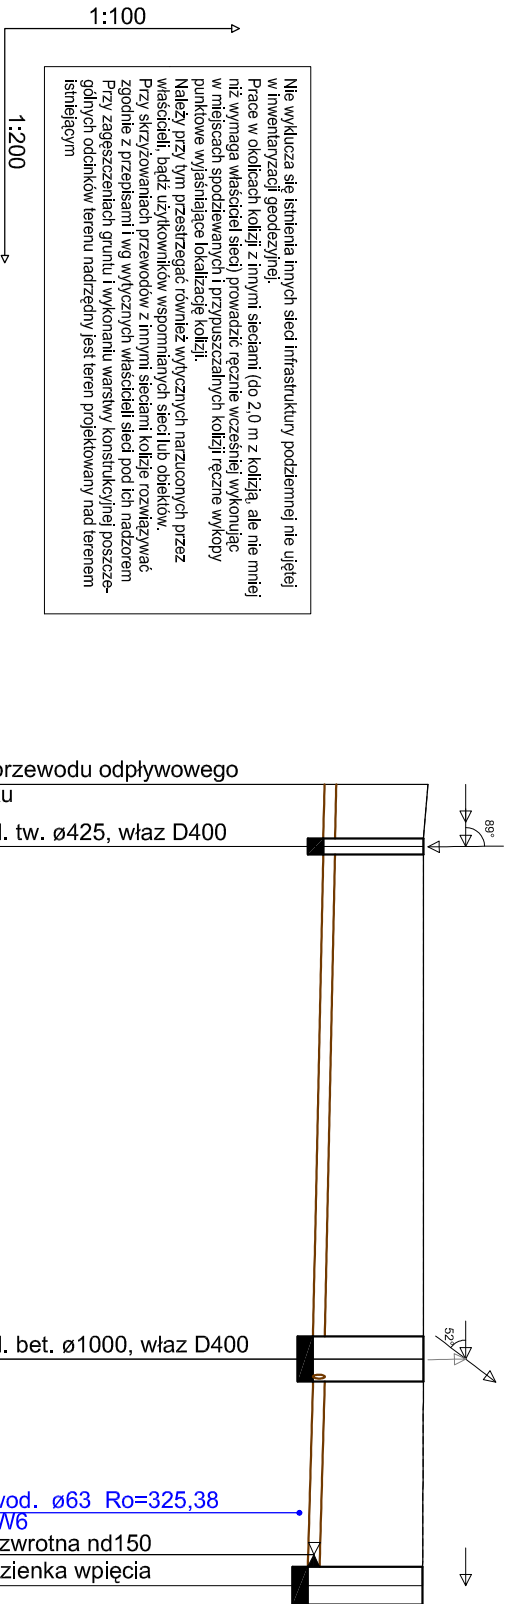 1:100
1:200
Nie wyklucza się istnienia innych sieci infrastruktury podziemnej nie ujętej
w inwentaryzacji geodezyjnej.
Prace w okolicach kolizji z innymi sieciami (do 2,0 m z kolizją, ale nie mniej
niż wymaga właściciel sieci) prowadzić ręcznie wcześniej wykonując
w miejscach spodziewanych i przypuszczalnych kolizji ręczne wykopy
punktowe wyjaśniające lokalizację kolizji.
Należy przy tym przestrzegać również wytycznych narzuconych przez
właścicieli, bądź użytkowników wspomnianych sieci lub obiektów.
Przy skrzyżowaniach przewodów z innymi sieciami kolizje rozwiązywać
zgodnie z przepisami i wg wytycznych właścicieli sieci pod ich nadzorem
Przy zagęszczeniach gruntu i wykonaniu warstwy konstrukcyjnej poszcze-
gólnych odcinków terenu nadrzędny jest teren projektowany nad terenem
istniejącym
przewodu odpływowego
u
. tw. ø425, właz D400
89°
. bet. ø1000, właz D400
52°
wod. ø63 Ro=325,38
W6
zwrotna nd150
zienka wpięcia